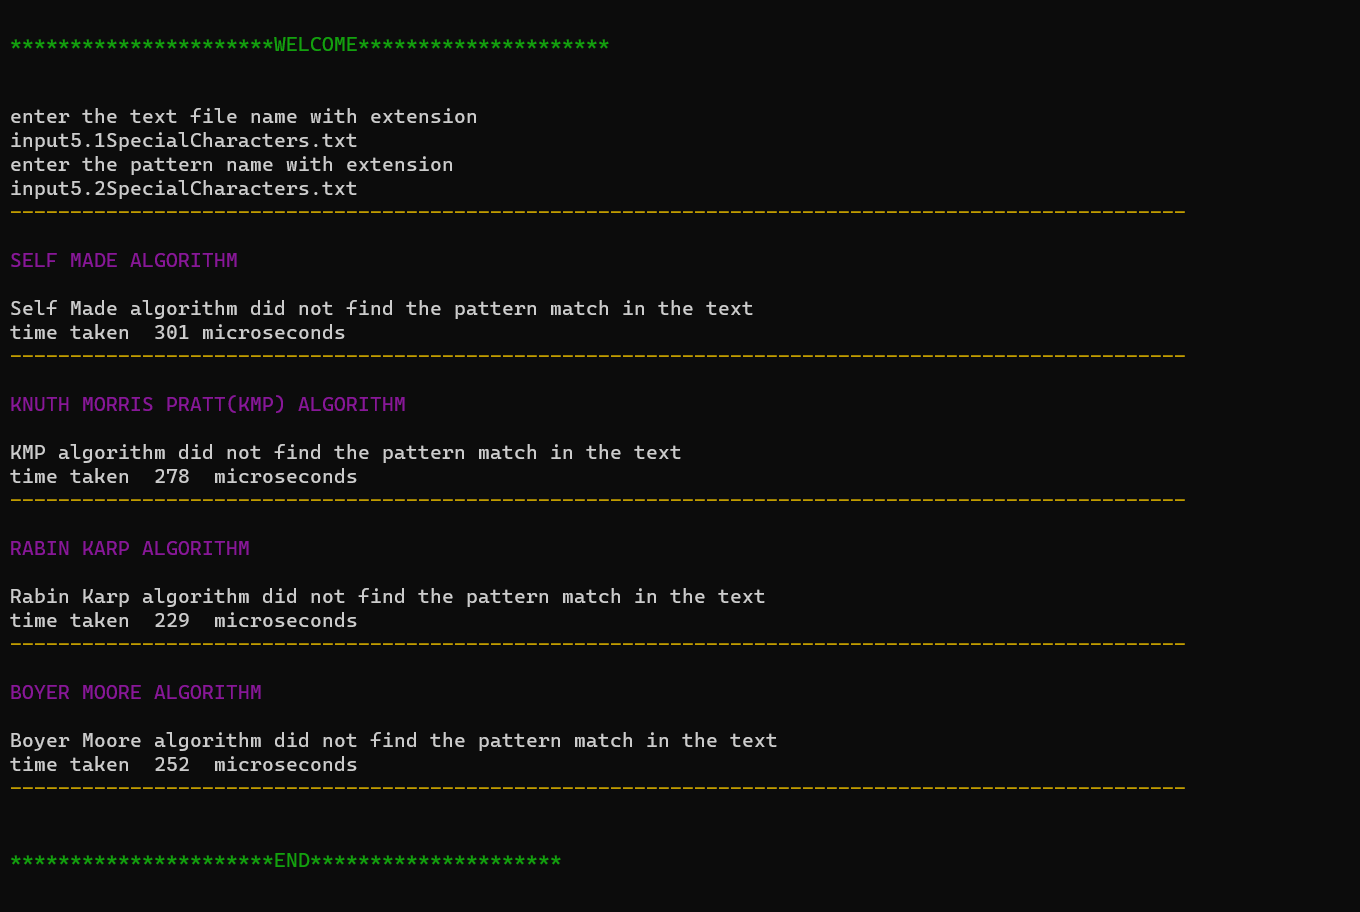 **********************WELCOME*********************
enter the text file name with extension
input5.1SpecialCharacters.txt
enter the pattern name with extension
input5.2SpecialCharacters.txt
--------------------------------------------------------------------------------------------------
SELF MADE ALGORITHM
Self Made algorithm did not find the pattern match in the text
time taken  301 microseconds
--------------------------------------------------------------------------------------------------
KNUTH MORRIS PRATT(KMP) ALGORITHM
KMP algorithm did not find the pattern match in the text
time taken  278  microseconds
--------------------------------------------------------------------------------------------------
RABIN KARP ALGORITHM
Rabin Karp algorithm did not find the pattern match in the text
time taken  229  microseconds
--------------------------------------------------------------------------------------------------
BOYER MOORE ALGORITHM
Boyer Moore algorithm did not find the pattern match in the text
time taken  252  microseconds
--------------------------------------------------------------------------------------------------
**********************END*********************